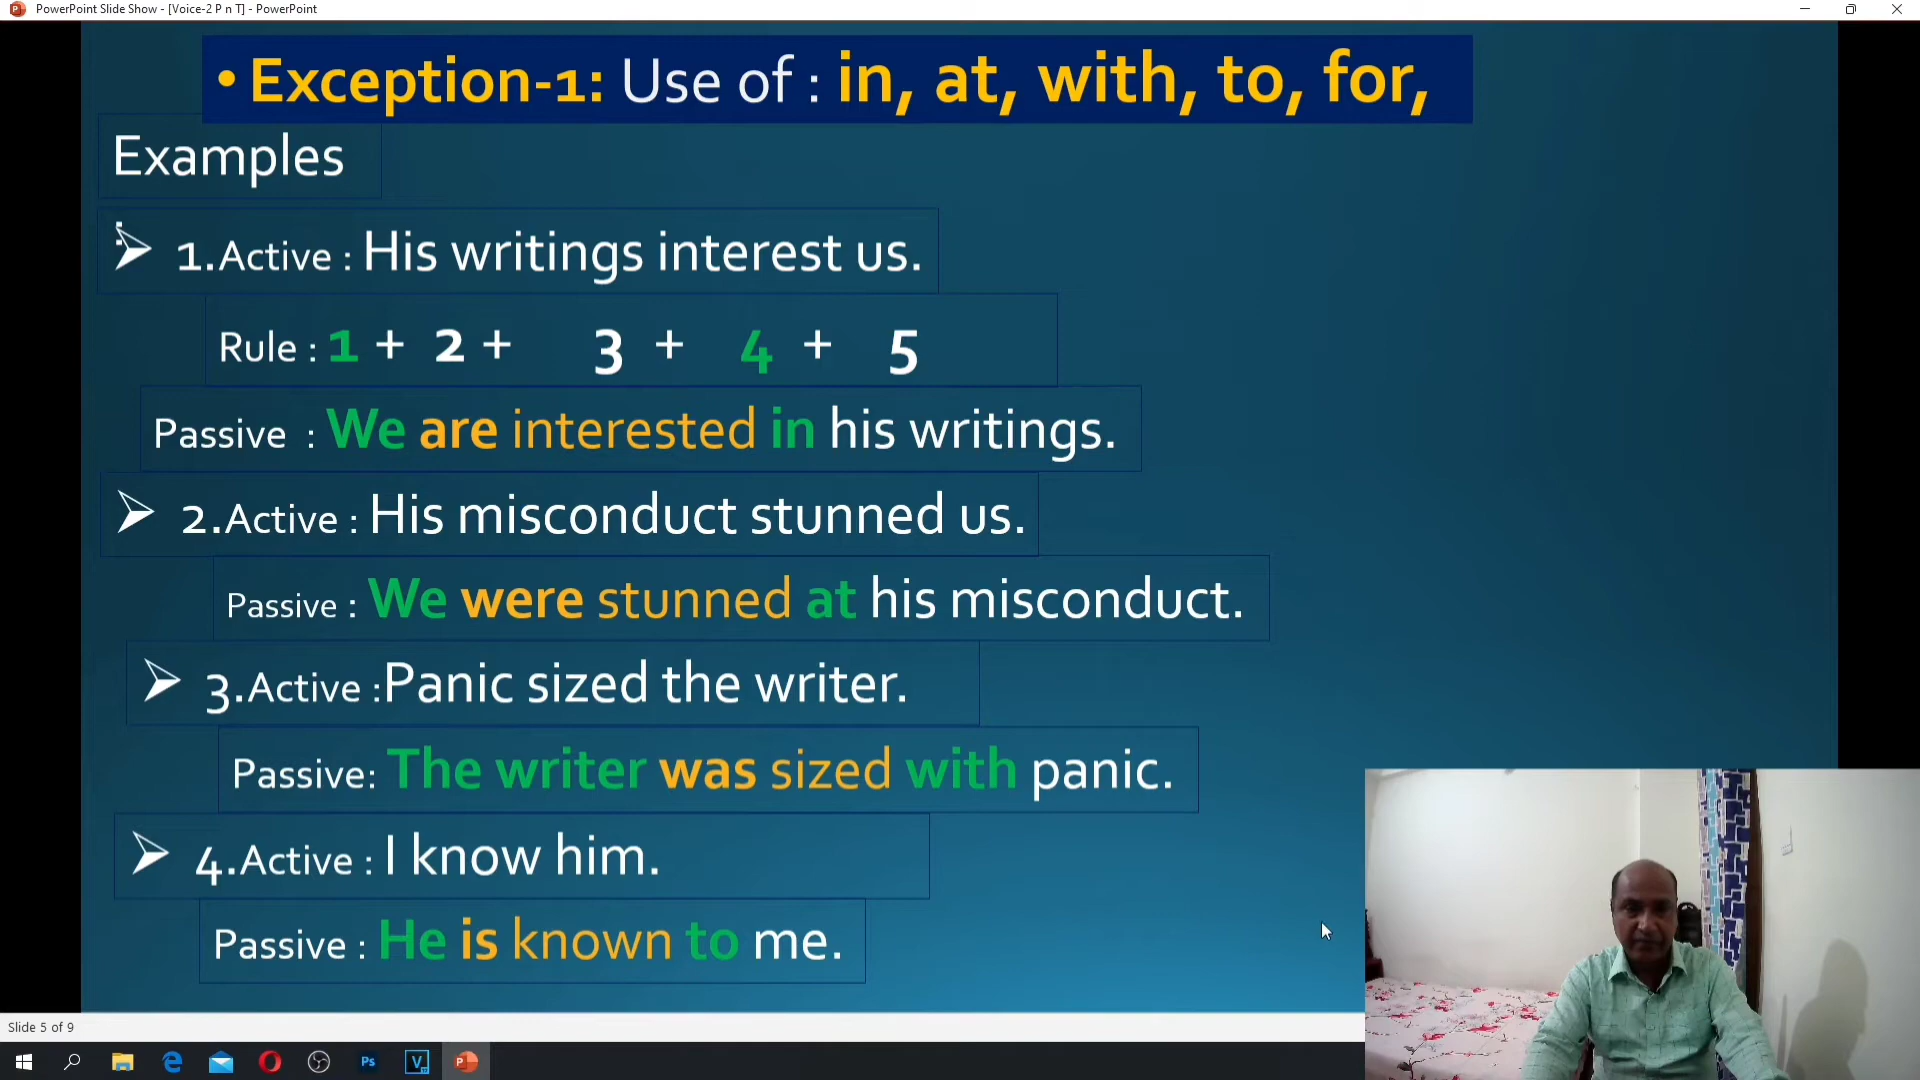 PowerPoint Slide Show - [Voice-2 P n T] - PowerPoint
• Exception-1: Use of : in, at, with, to, for,
Examples
:
➢ 1.Active : His writings interest us.
Rule : 1 + 2 + 3 + 4 + 5
Passive : We are interested in his writings.
➢ 2.Active : His misconduct stunned us.
Passive : We were stunned at his misconduct.
➢ 3.Active :Panic sized the writer.
Passive: The writer was sized with panic.
➢ 4.Active : I know him.
Passive : He is known to me.
Slide 5 of 9
Ps
V
P